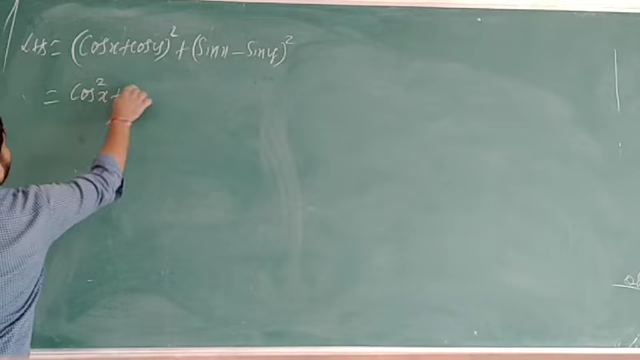 LHS = (Cosx+cosy)² + (Sinx - Siny)²
= Cos²x +